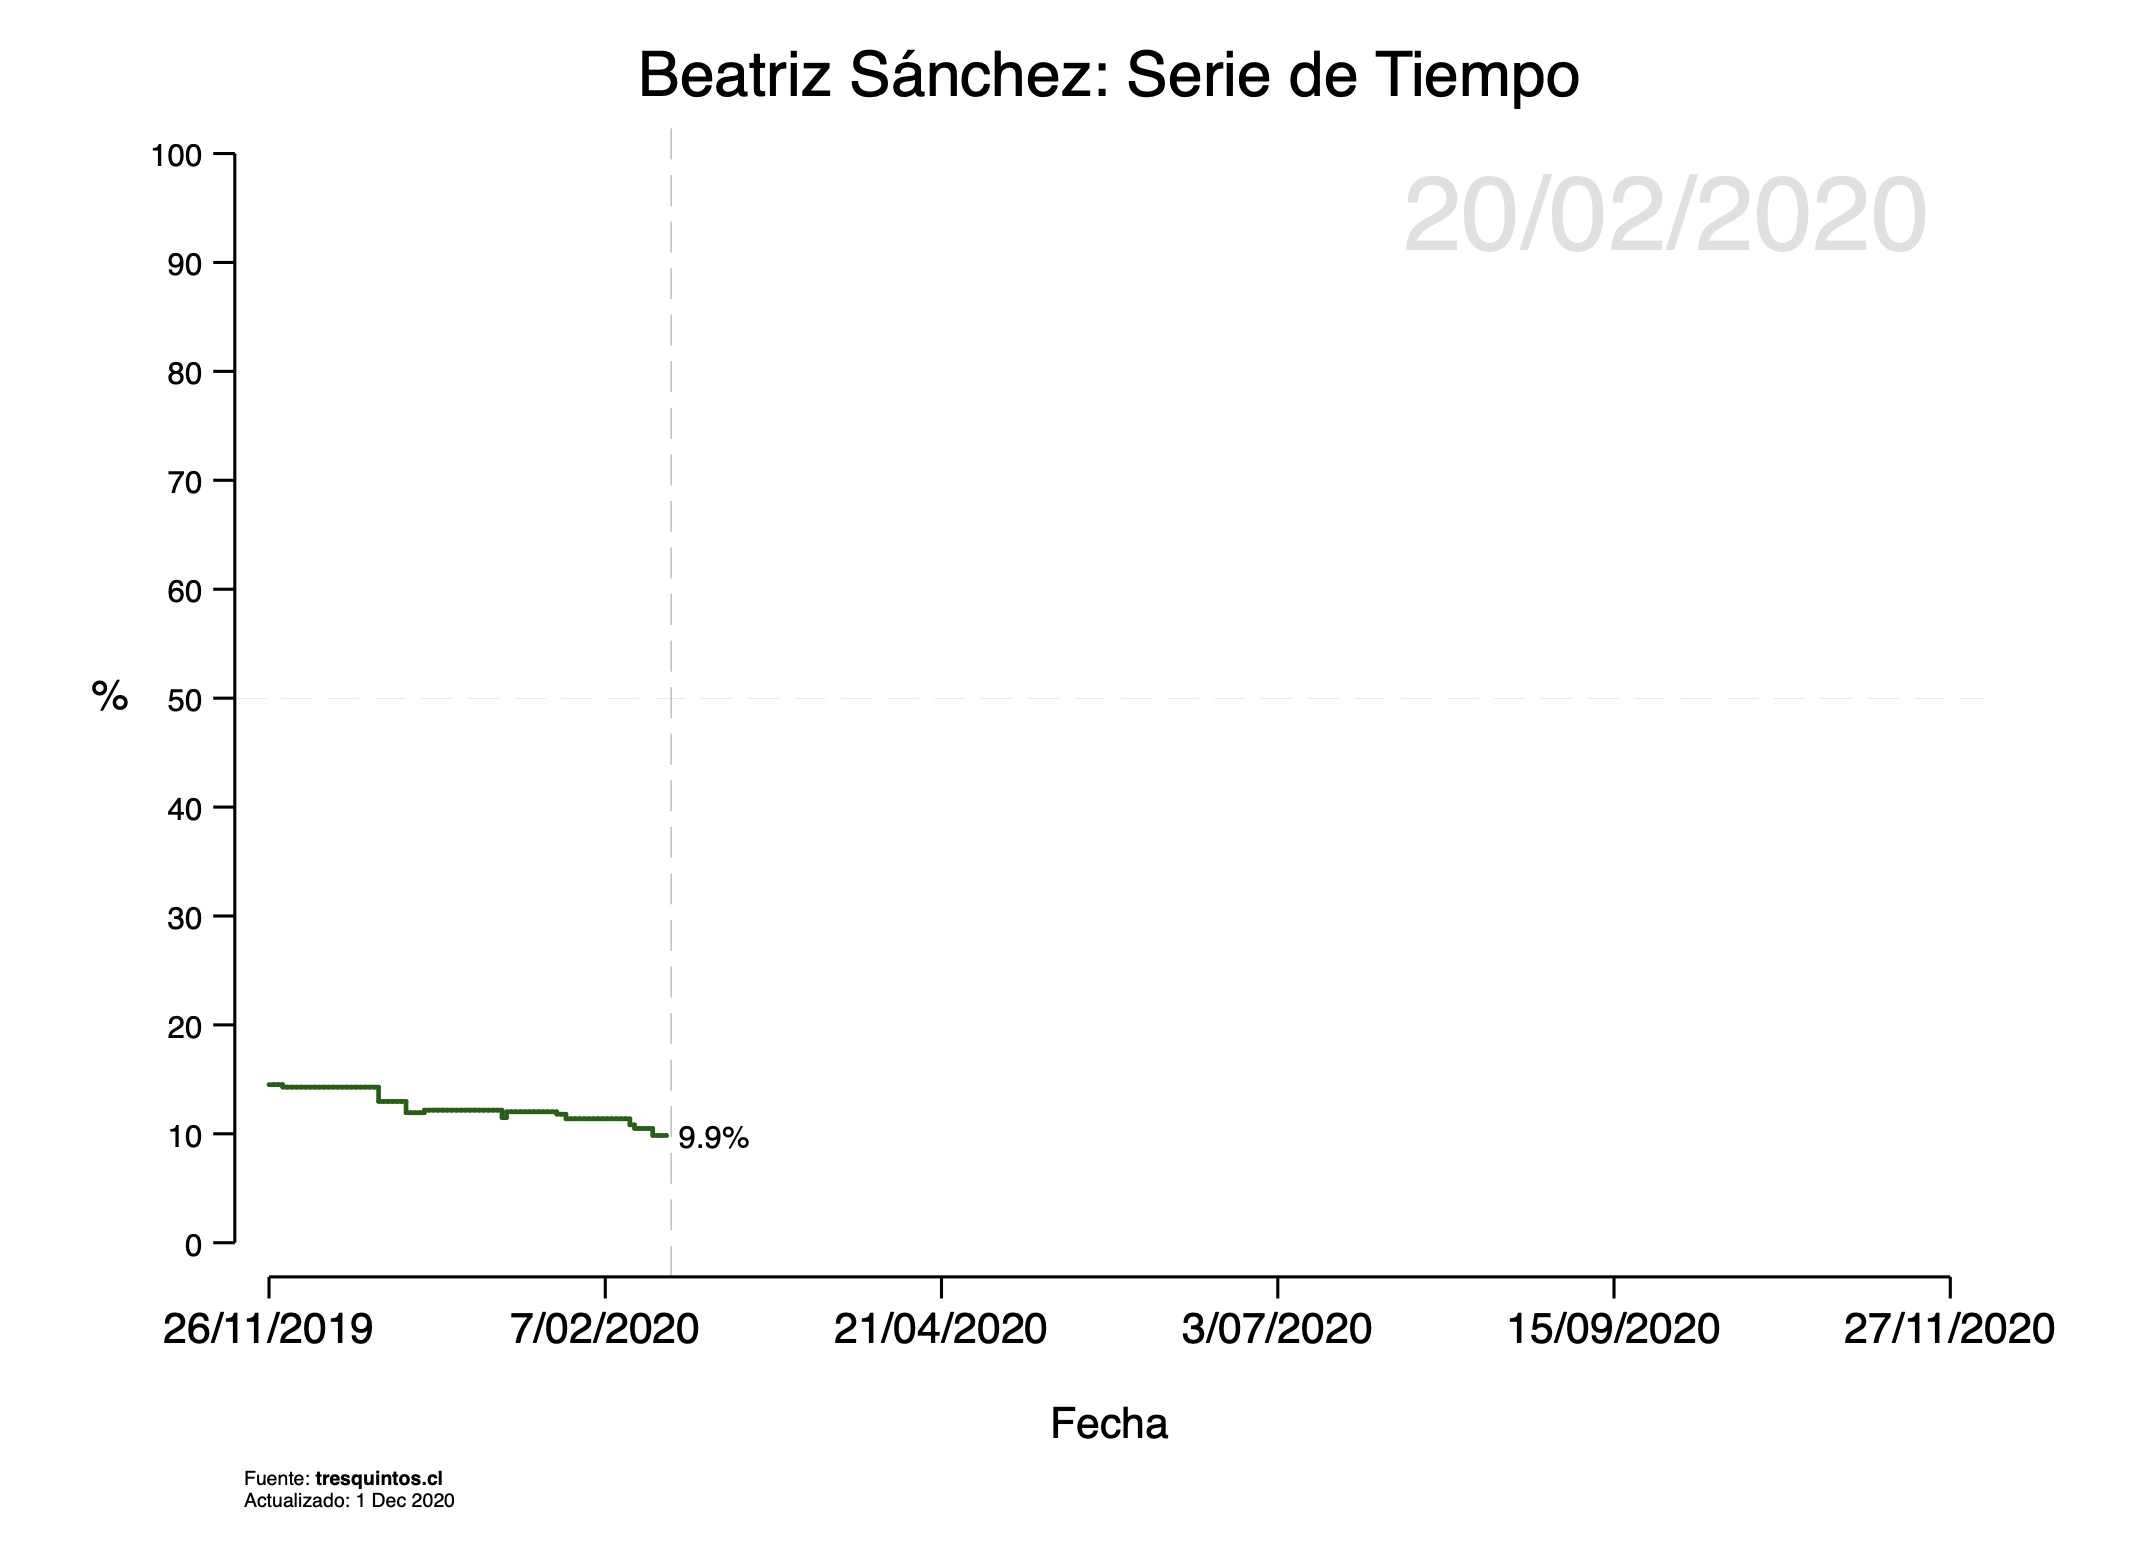 Beatriz Sánchez: Serie de Tiempo
20/02/2020
100
90
80
70
60
50
40
30
20
10
0
%
9.9%
26/11/2019 7/02/2020 21/04/2020 3/07/2020 15/09/2020 27/11/2020
Fecha
Fuente: tresquintos.cl
Actualizado: 1 Dec 2020